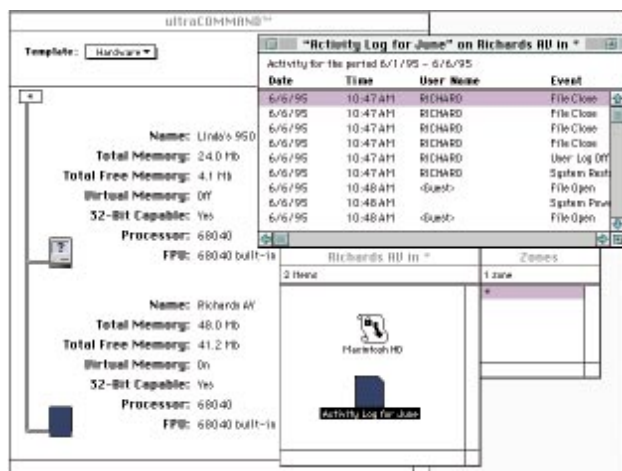 ultraCOMMAND™
Template: Hardware
Name: Linda's 950
Total Memory: 24.0 Mb
Total Free Memory: 4.1 Mb
Virtual Memory: Off
32-Bit Capable: Yes
Processor: 68040
FPU: 68040 built-in
Name: Richards AV
Total Memory: 48.0 Mb
Total Free Memory: 41.2 Mb
Virtual Memory: On
32-Bit Capable: Yes
Processor: 68040
FPU: 68040 built-in
"Activity Log for June" on Richards AV in *
Activity for the period 6/1/95 - 6/6/95
Date Time User Name Event
6/6/95 10:47 AM RICHARD File Close
6/6/95 10:47 AM RICHARD File Close
6/6/95 10:47 AM RICHARD File Close
6/6/95 10:47 AM RICHARD File Close
6/6/95 10:47 AM RICHARD User Log Off
6/6/95 10:47 AM RICHARD System Rest
6/6/95 10:48 AM <Guest> File Open
6/6/95 10:48 AM System Powe
6/6/95 10:48 AM <Guest> File Open
Richards AV in *
2 Items
Macintosh HD
Activity Log for June
Zones
1 zone
*